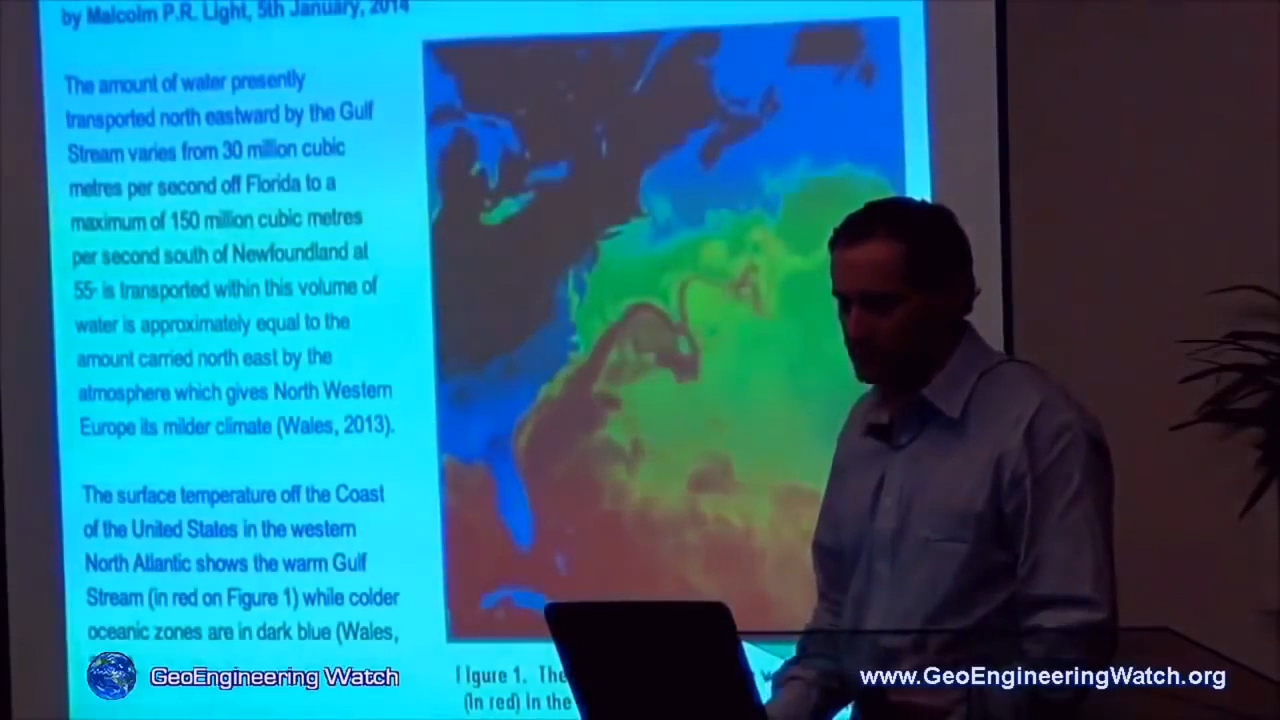 by Malcolm P.R. Light, 5th January, 2014
The amount of water presently
transported north eastward by the Gulf
Stream varies from 30 million cubic
metres per second off Florida to a
maximum of 150 million cubic metres
per second south of Newfoundland at
55- is transported within this volume of
water is approximately equal to the
amount carried north east by the
atmosphere which gives North Western
Europe its milder climate (Wales, 2013).
The surface temperature off the Coast
of the United States in the western
North Atlantic shows the warm Gulf
Stream (in red on Figure 1) while colder
oceanic zones are in dark blue (Wales,
Figure 1. The
(in red) in the
GeoEngineering Watch
www.GeoEngineeringWatch.org